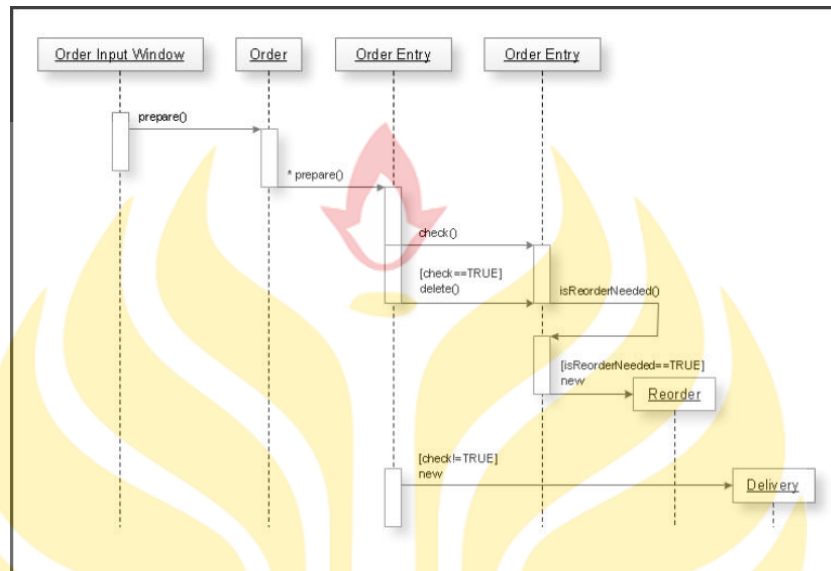 Order Input Window
Order
Order Entry
Order Entry
prepare()
* prepare()
check()
[check==TRUE]
delete()
isReorderNeeded()
[isReorderNeeded==TRUE]
new
Reorder
[check!=TRUE]
new
Delivery